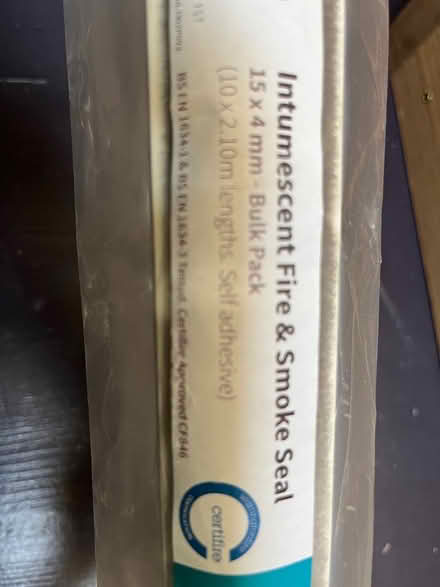 Intumescent Fire & Smoke Seal
15 x 4 mm - Bulk Pack
(10 x 2.10m lengths. Self adhesive)
BS EN 1634-1 & BS EN 1634-3 Tested. Certifire Approved CF846
certifire